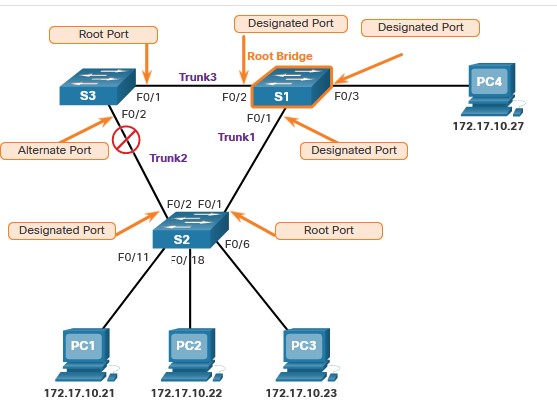 Designated Port
Root Port
Designated Port
Root Bridge
Trunk3
PC4
S3
F0/1
F0/2
S1
F0/3
F0/2
F0/1
172.17.10.27
Trunk1
Alternate Port
Trunk2
Designated Port
F0/2
F0/1
Designated Port
Root Port
S2
F0/6
F0/11
F0/18
PC1
PC2
PC3
172.17.10.21
172.17.10.22
172.17.10.23